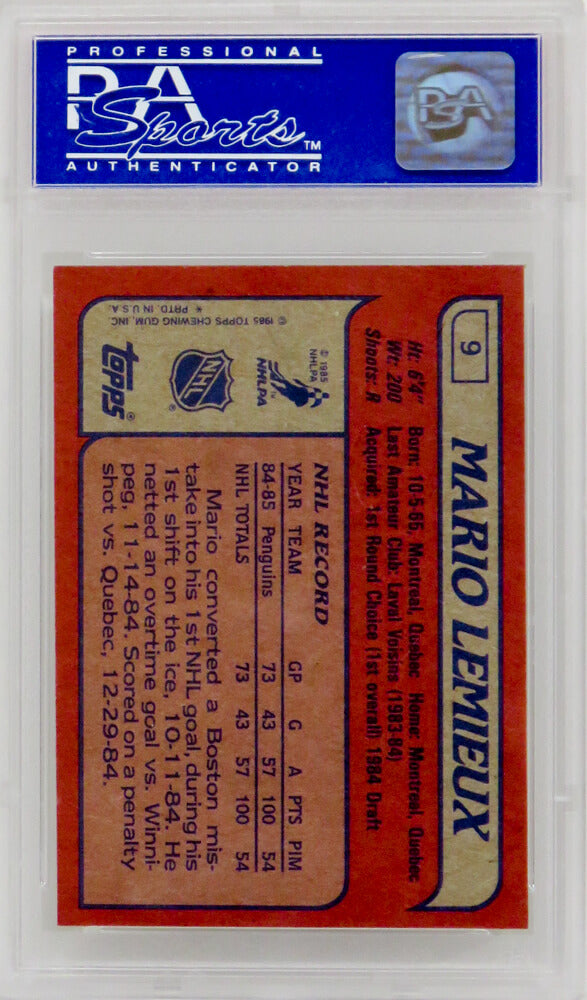 PROFESSIONAL
PSA
Sports™
AUTHENTICATOR
PSA
9
MARIO LEMIEUX
Ht: 6'4" Born: 10-5-65, Montreal, Quebec Home: Montreal, Quebec
Wt: 200 Last Amateur Club: Laval Voisins (1983-84)
Shoots: R Acquired: 1st Round Choice (1st overall) 1984 Draft
© 1985
NHLPA
NHLPA™
NHL®
TOPPS®
© 1985 TOPPS CHEWING GUM, INC.
* PRTD. IN U.S.A.
NHL RECORD
YEAR TEAM GP G A PTS PIM
84-85 Penguins 73 43 57 100 54
NHL TOTALS 73 43 57 100 54
Mario converted a Boston mis-
take into his 1st NHL goal, during his
1st shift on the ice, 10-11-84. He
netted an overtime goal vs. Winni-
peg, 11-14-84. Scored on a penalty
shot vs. Quebec, 12-29-84.